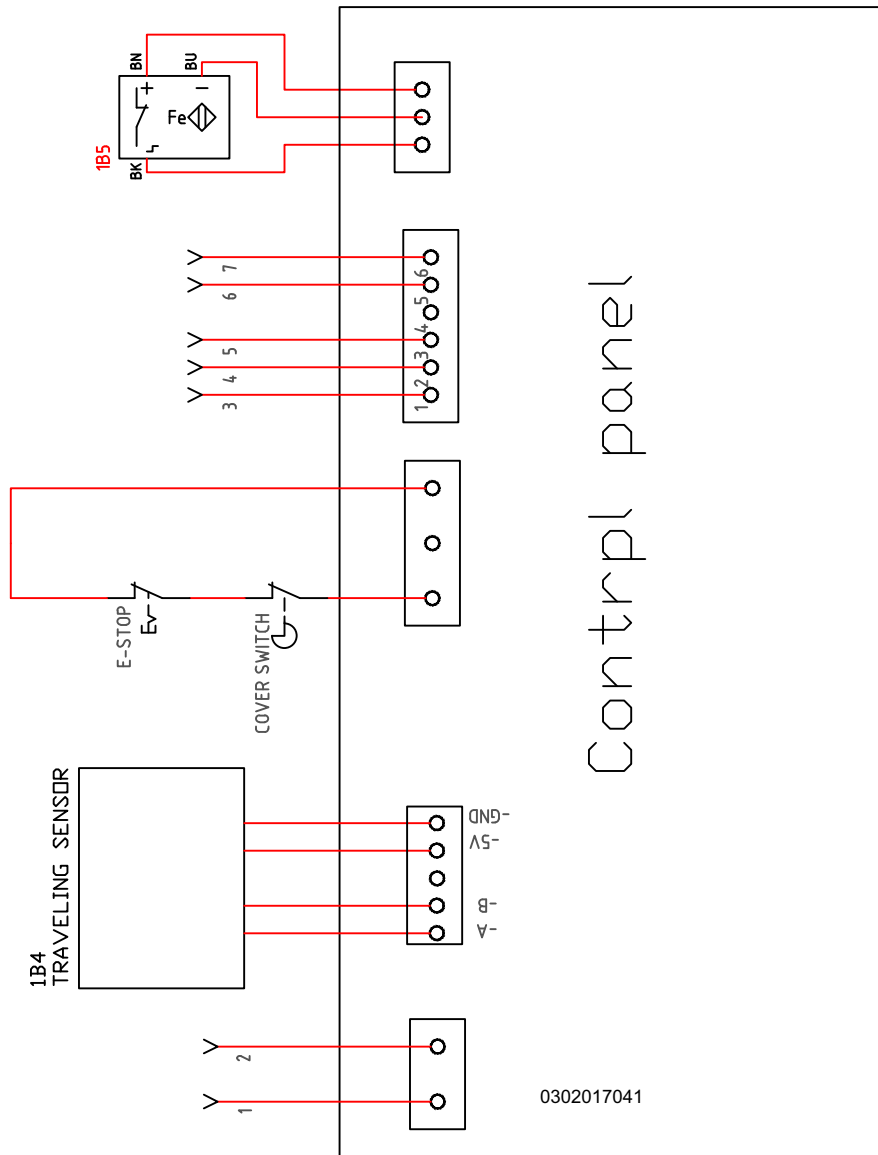 BN
BU
+
-
Fe
1B5
BK
7
6
5
4
3
6
5
4
3
2
1
E-STOP
COVER SWITCH
Contrpl panel
1B4
TRAVELING SENSOR
-GND
-5V
-B
-A
2
1
0302017041